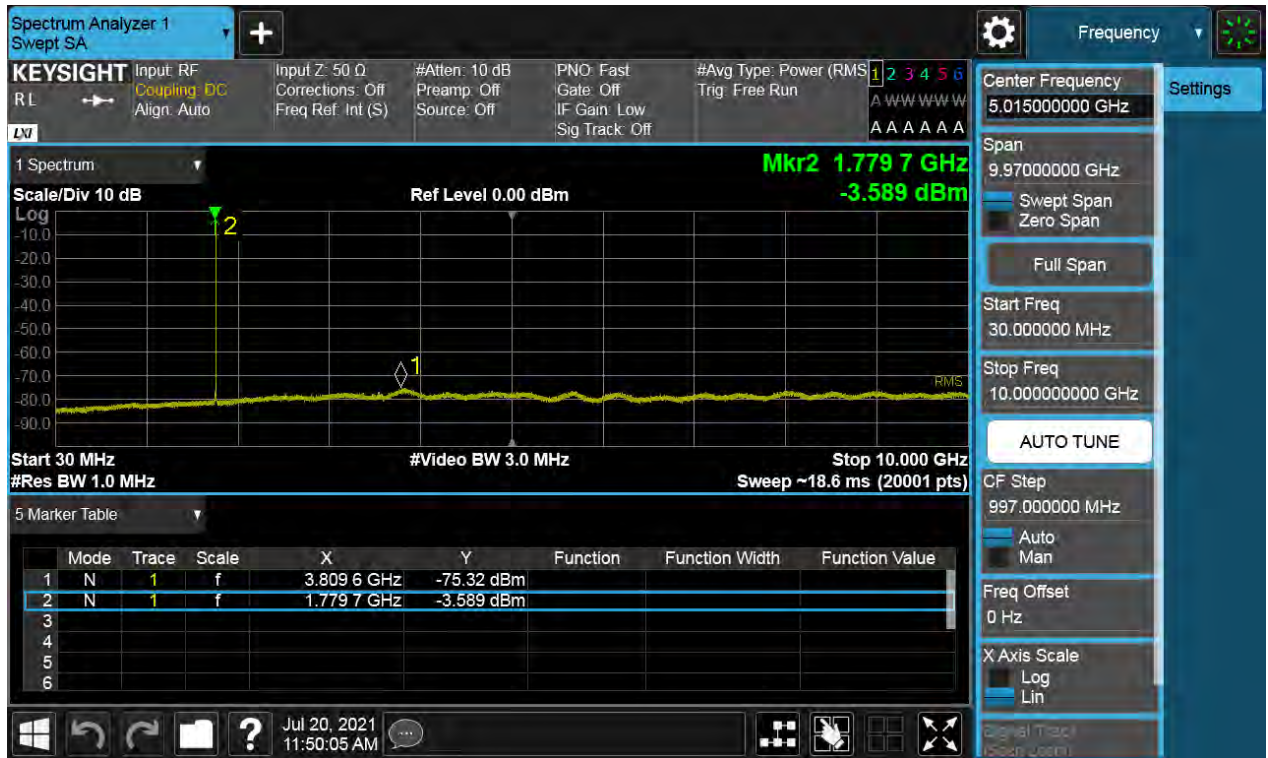 Spectrum Analyzer 1
Swept SA
+
Frequency
KEYSIGHT
RL
LXI
Input: RF
Coupling: DC
Align: Auto
Input Z: 50 Ω
Corrections: Off
Freq Ref: Int (S)
#Atten: 10 dB
Preamp: Off
Source: Off
PNO: Fast
Gate: Off
IF Gain: Low
Sig Track: Off
#Avg Type: Power (RMS
Trig: Free Run
1 2 3 4 5 6
A W W W W W
A A A A A A
1 Spectrum
Scale/Div 10 dB
Ref Level 0.00 dBm
Mkr2 1.779 7 GHz
-3.589 dBm
Log
-10.0
-20.0
-30.0
-40.0
-50.0
-60.0
-70.0
-80.0
-90.0
2
1
RMS
Start 30 MHz
#Video BW 3.0 MHz
Stop 10.000 GHz
#Res BW 1.0 MHz
Sweep ~18.6 ms (20001 pts)
5 Marker Table
Mode Trace Scale X Y Function Function Width Function Value
1 N 1 f 3.809 6 GHz -75.32 dBm
2 N 1 f 1.779 7 GHz -3.589 dBm
3
4
5
6
?
Jul 20, 2021
11:50:05 AM
Center Frequency
5.015000000 GHz
Settings
Span
9.97000000 GHz
Swept Span
Zero Span
Full Span
Start Freq
30.000000 MHz
Stop Freq
10.000000000 GHz
AUTO TUNE
CF Step
997.000000 MHz
Auto
Man
Freq Offset
0 Hz
X Axis Scale
Log
Lin
Signal Track
(Span Zoom)